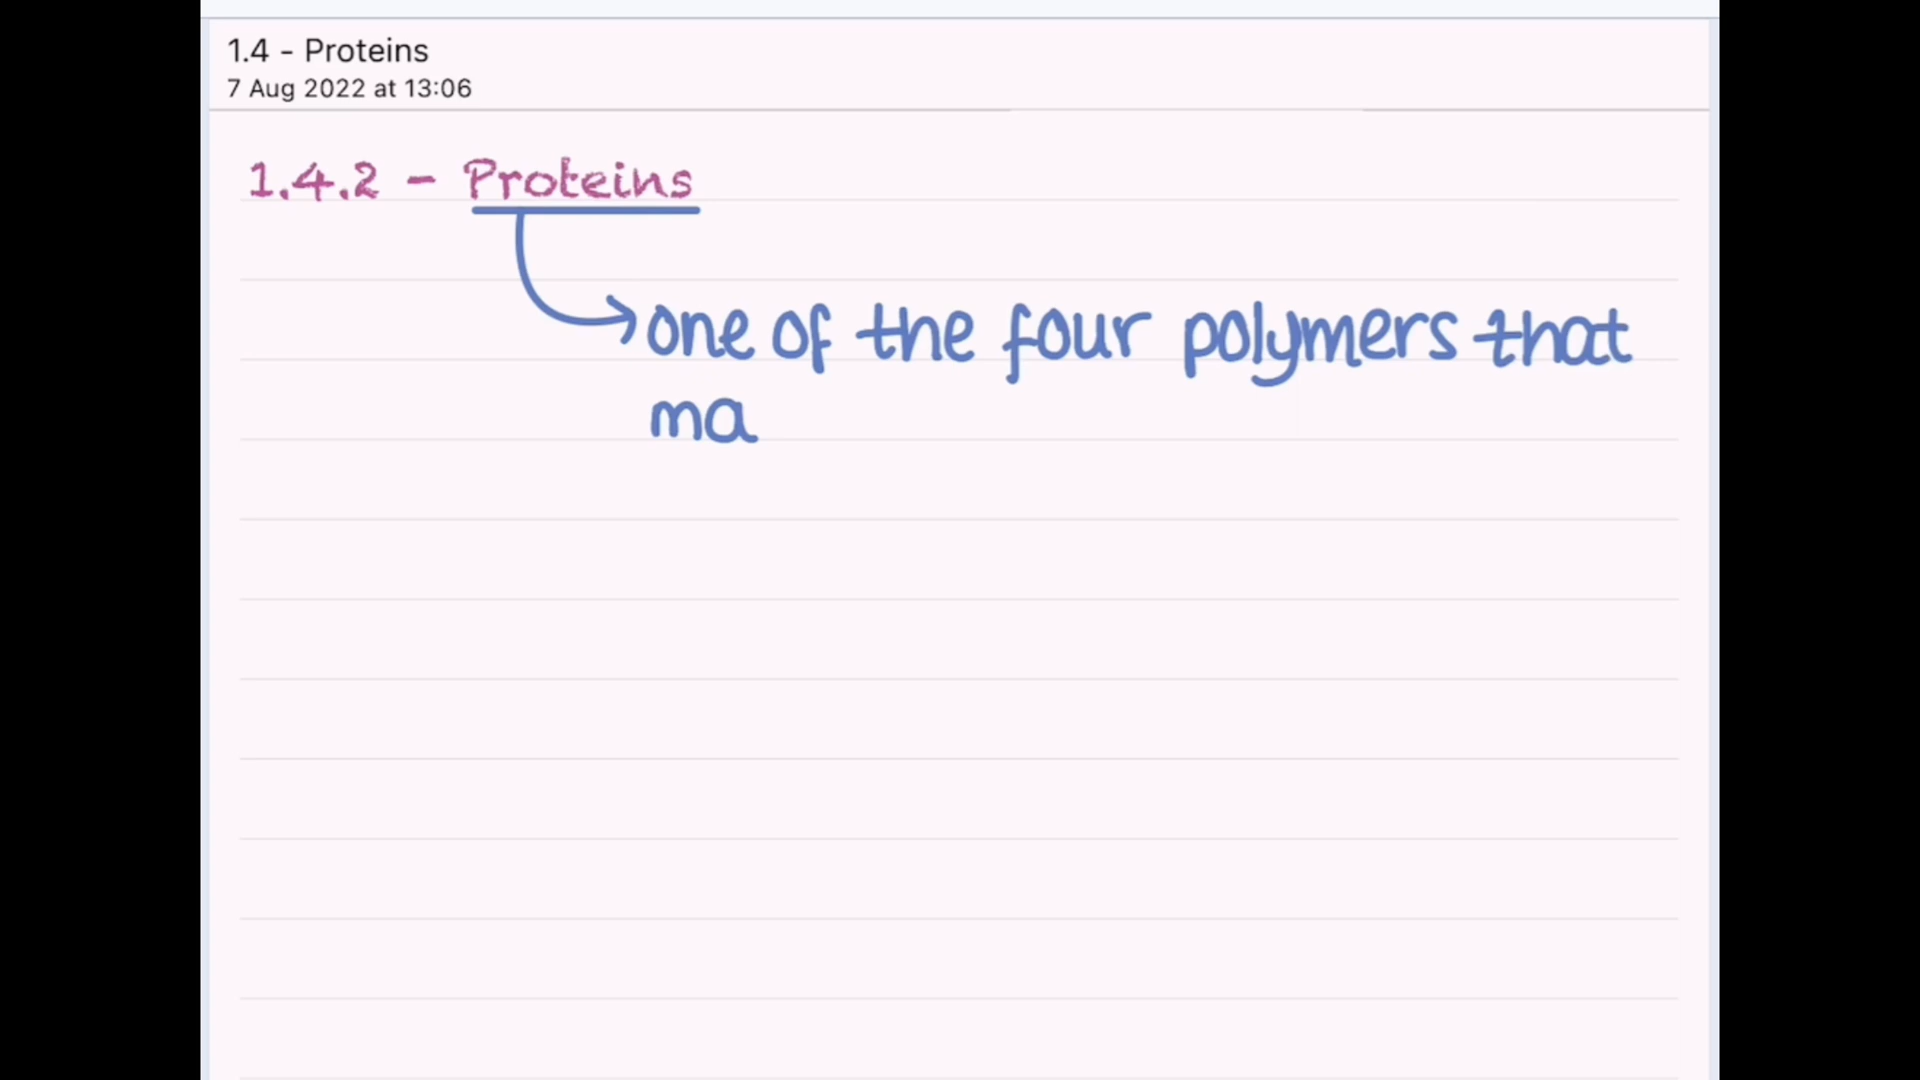 1.4 - Proteins
7 Aug 2022 at 13:06
1.4.2 - Proteins
one of the four polymers that
ma